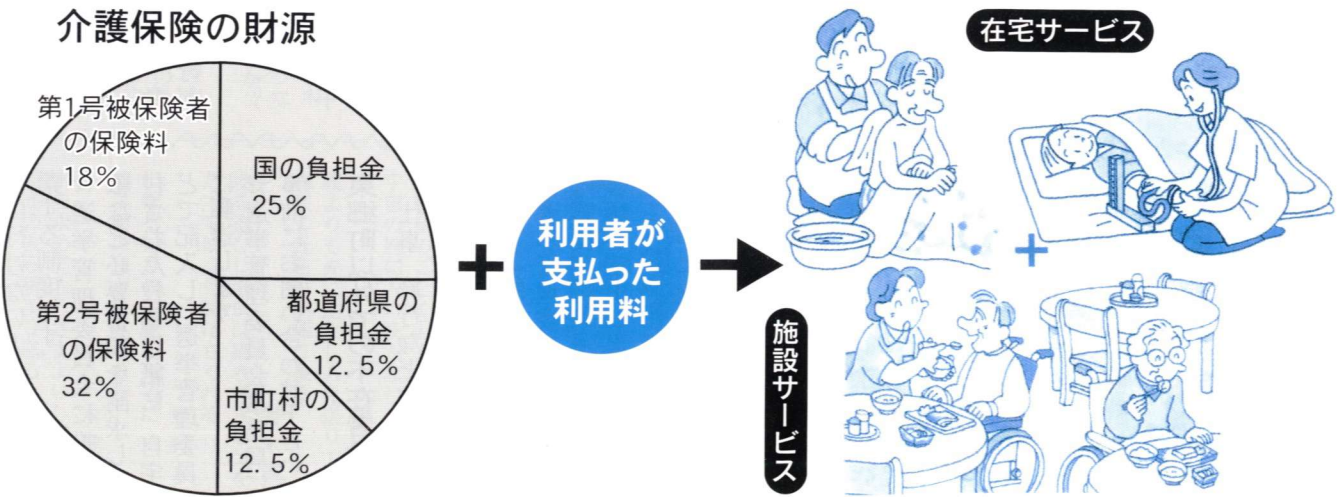 介護保険の財源
第1号被保険者
の保険料
18%
国の負担金
25%
第2号被保険者
の保険料
32%
都道府県の
負担金
12.5%
市町村の
負担金
12.5%
+
利用者が
支払った
利用料
在宅サービス
+
施設サービス